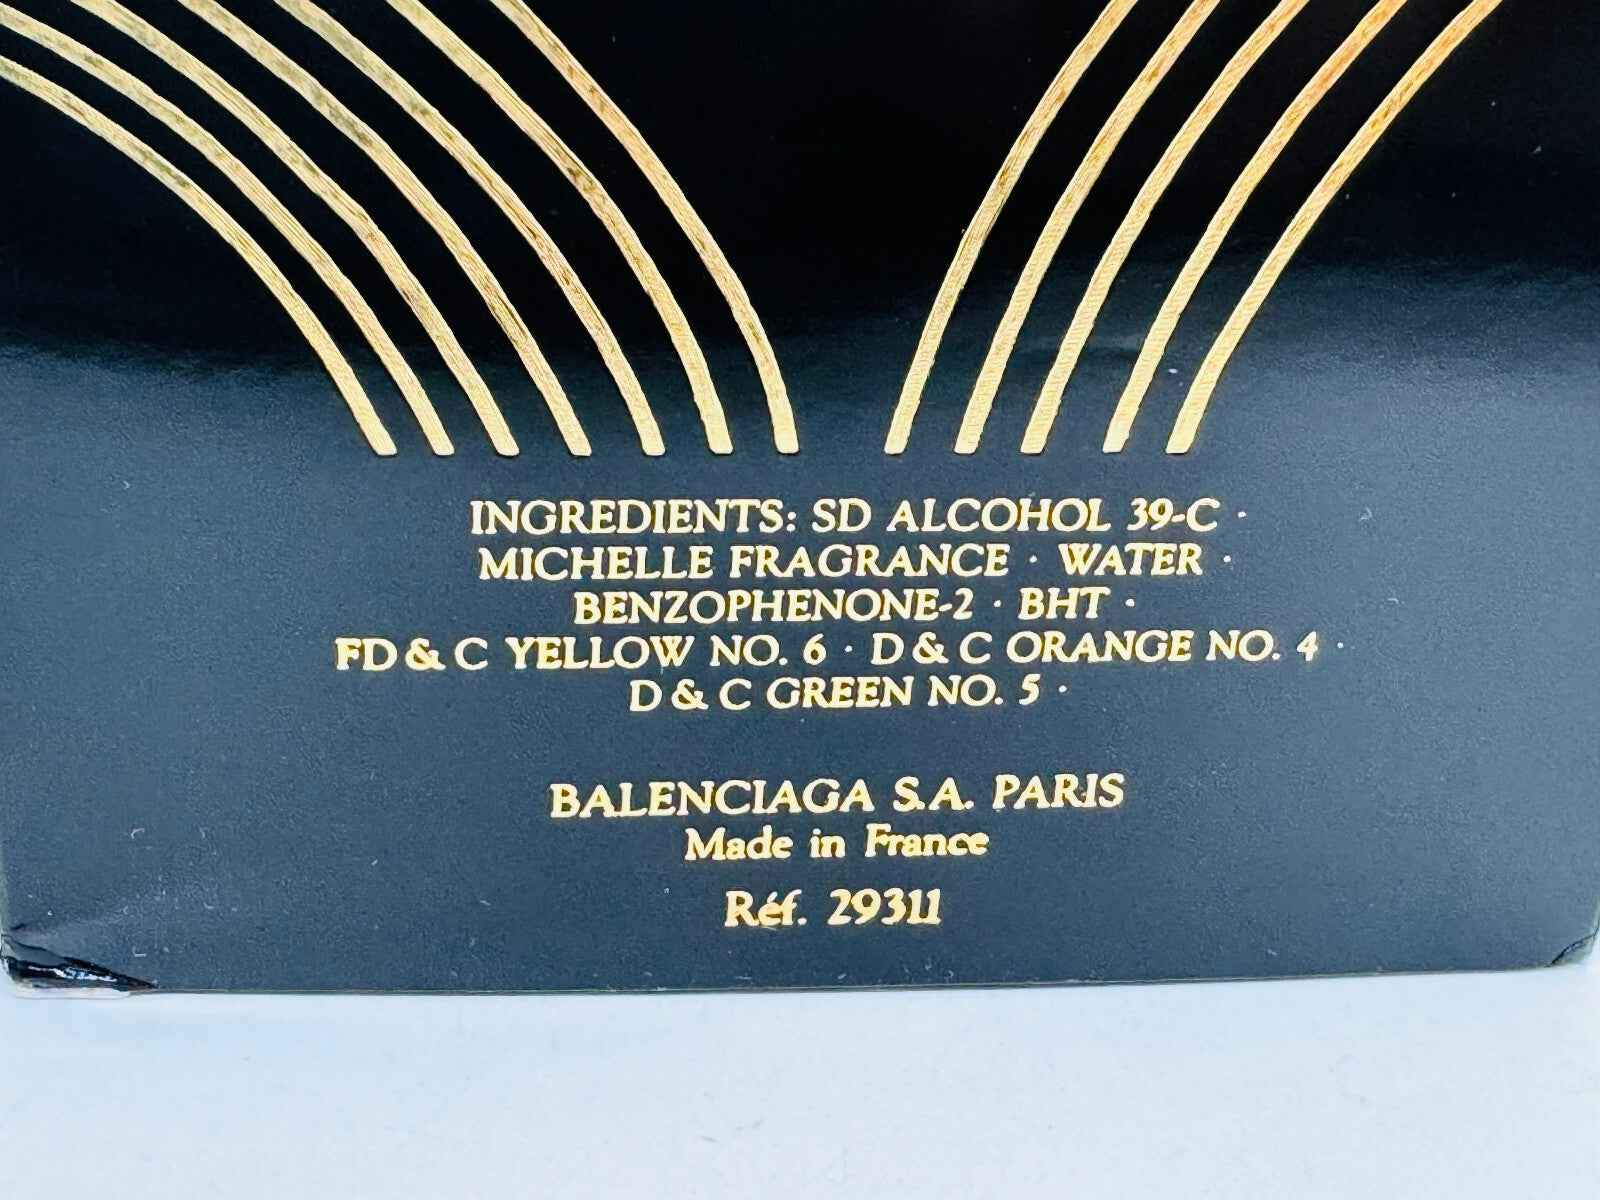 INGREDIENTS: SD ALCOHOL 39-C ·
MICHELLE FRAGRANCE · WATER ·
BENZOPHENONE-2 · BHT ·
FD & C YELLOW NO. 6 · D & C ORANGE NO. 4 ·
D & C GREEN NO. 5 ·
BALENCIAGA S.A. PARIS
Made in France
Réf. 29311